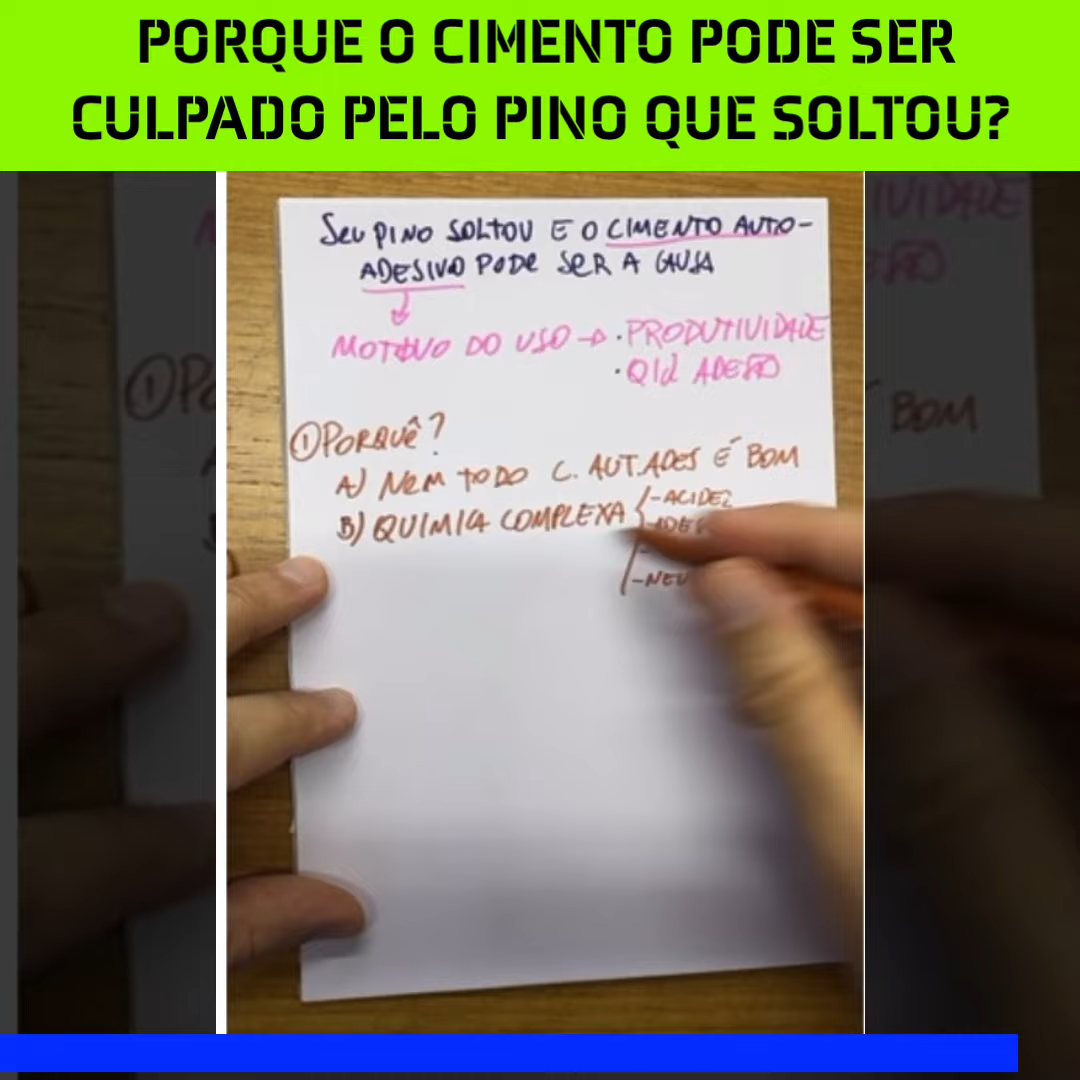 PORQUE O CIMENTO PODE SER
CULPADO PELO PINO QUE SOLTOU?
SEU PINO SOLTOU E O CIMENTO AUTO-
ADESIVO PODE SER A CAUSA
MOTIVO DO USO → • PRODUTIVIDADE
• QLD ADESÃO
① PORQUÊ?
A) NEM TODO C. AUT.ADES É BOM
B) QUIMICA COMPLEXA { - ACIDEZ